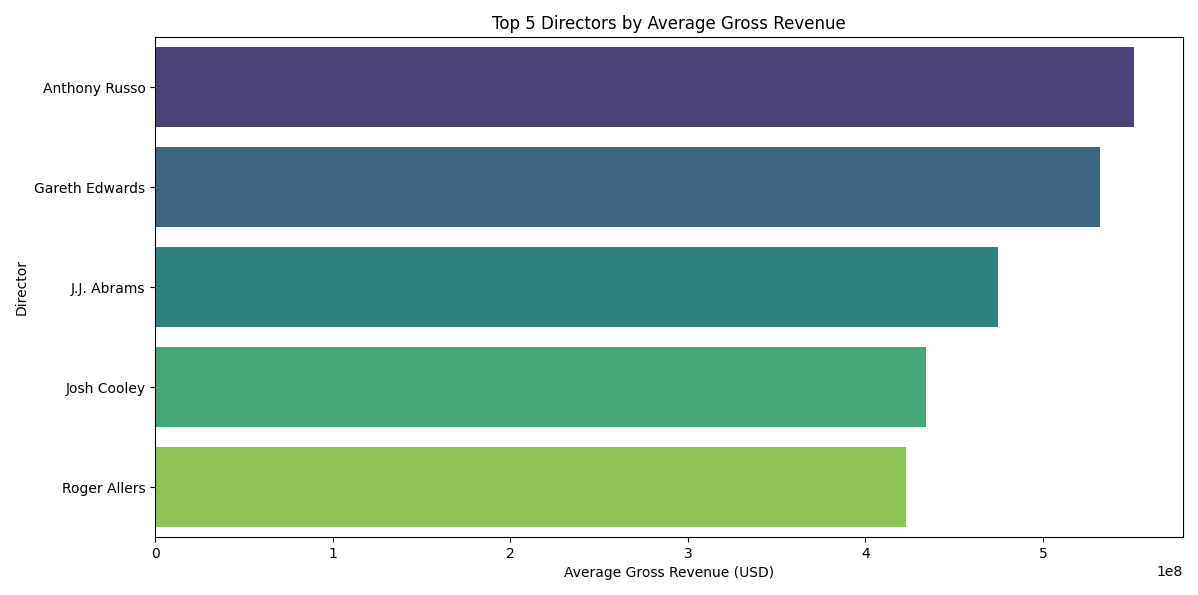 Top 5 Directors by Average Gross Revenue
Director
Anthony Russo
Gareth Edwards
J.J. Abrams
Josh Cooley
Roger Allers
0 1 2 3 4 5
1e8
Average Gross Revenue (USD)